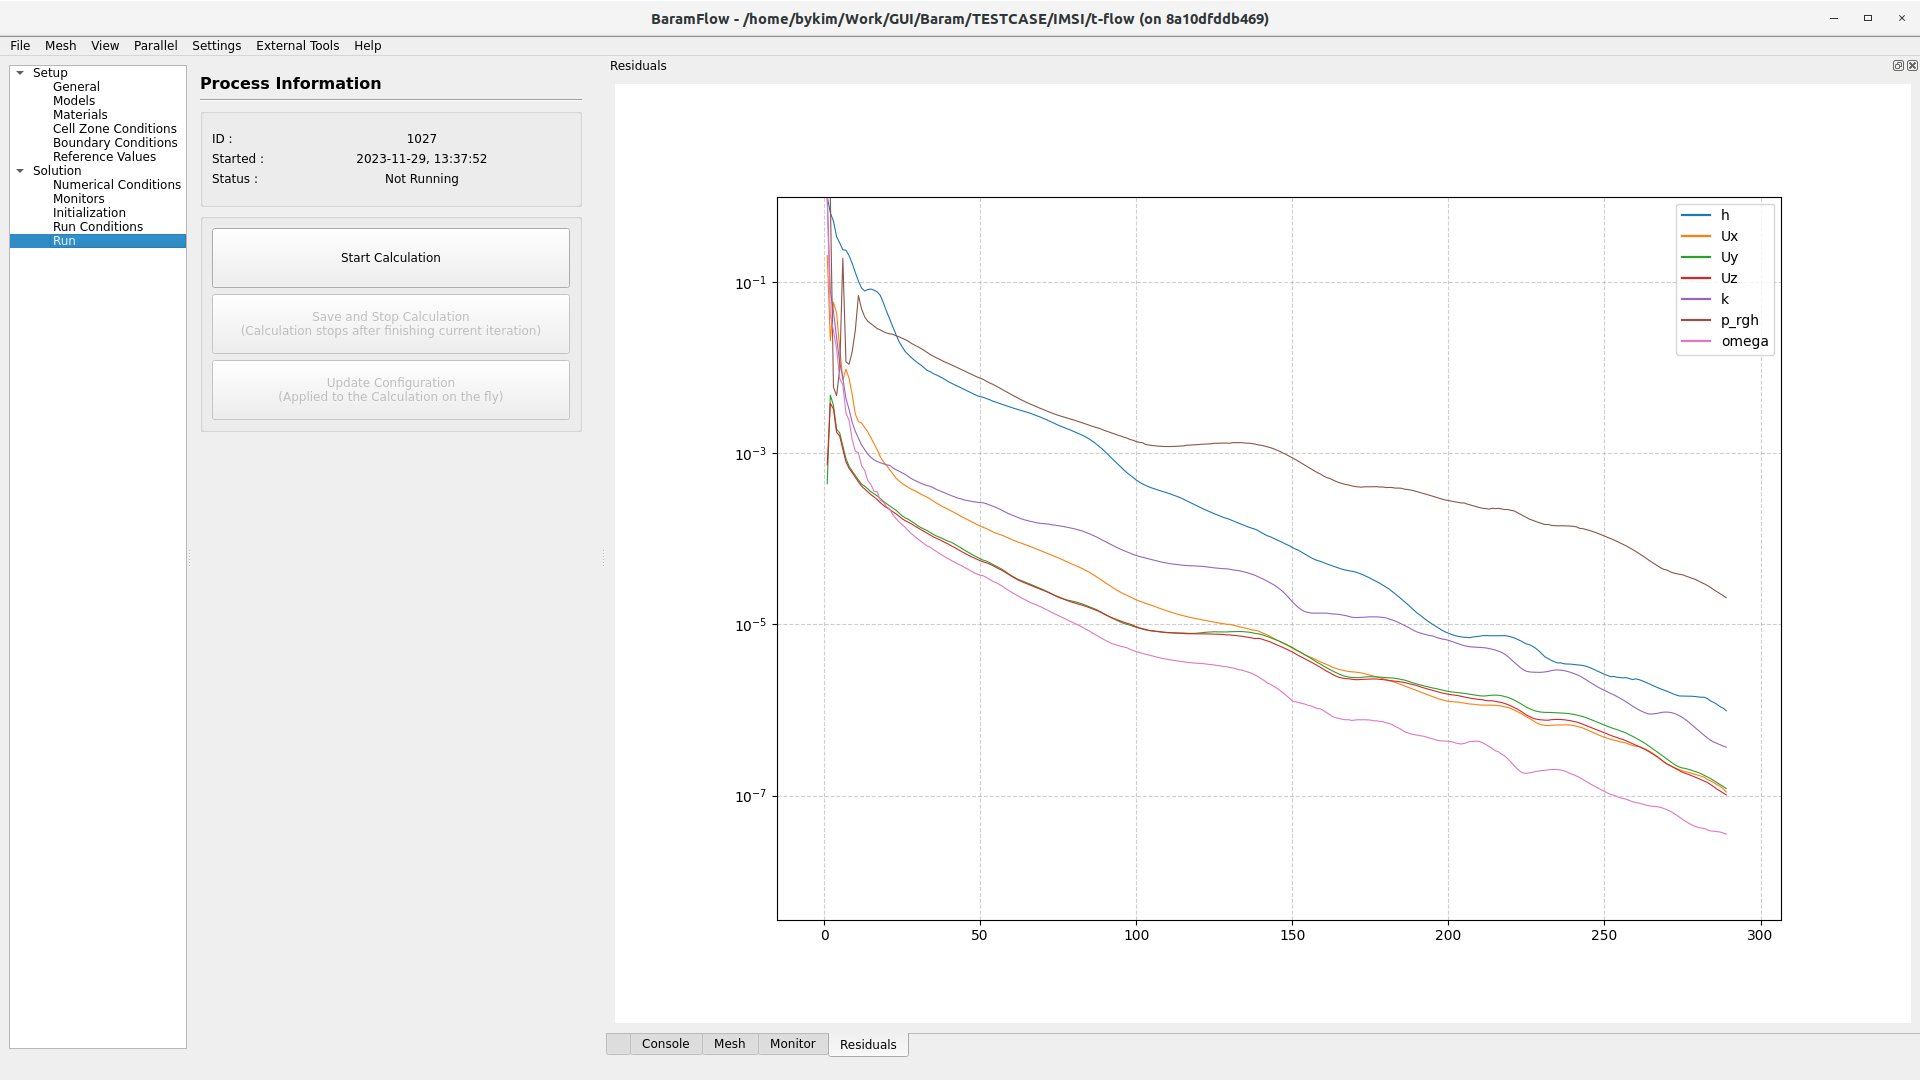 BaramFlow - /home/bykim/Work/GUI/Baram/TESTCASE/IMSI/t-flow (on 8a10dfddb469)
File Mesh View Parallel Settings External Tools Help
Setup
General
Models
Materials
Cell Zone Conditions
Boundary Conditions
Reference Values
Solution
Numerical Conditions
Monitors
Initialization
Run Conditions
Run
Process Information
ID : 1027
Started : 2023-11-29, 13:37:52
Status : Not Running
Start Calculation
Save and Stop Calculation
(Calculation stops after finishing current iteration)
Update Configuration
(Applied to the Calculation on the fly)
Residuals
h
Ux
Uy
Uz
k
p_rgh
omega
10⁻¹
10⁻³
10⁻⁵
10⁻⁷
0 50 100 150 200 250 300
Console Mesh Monitor Residuals